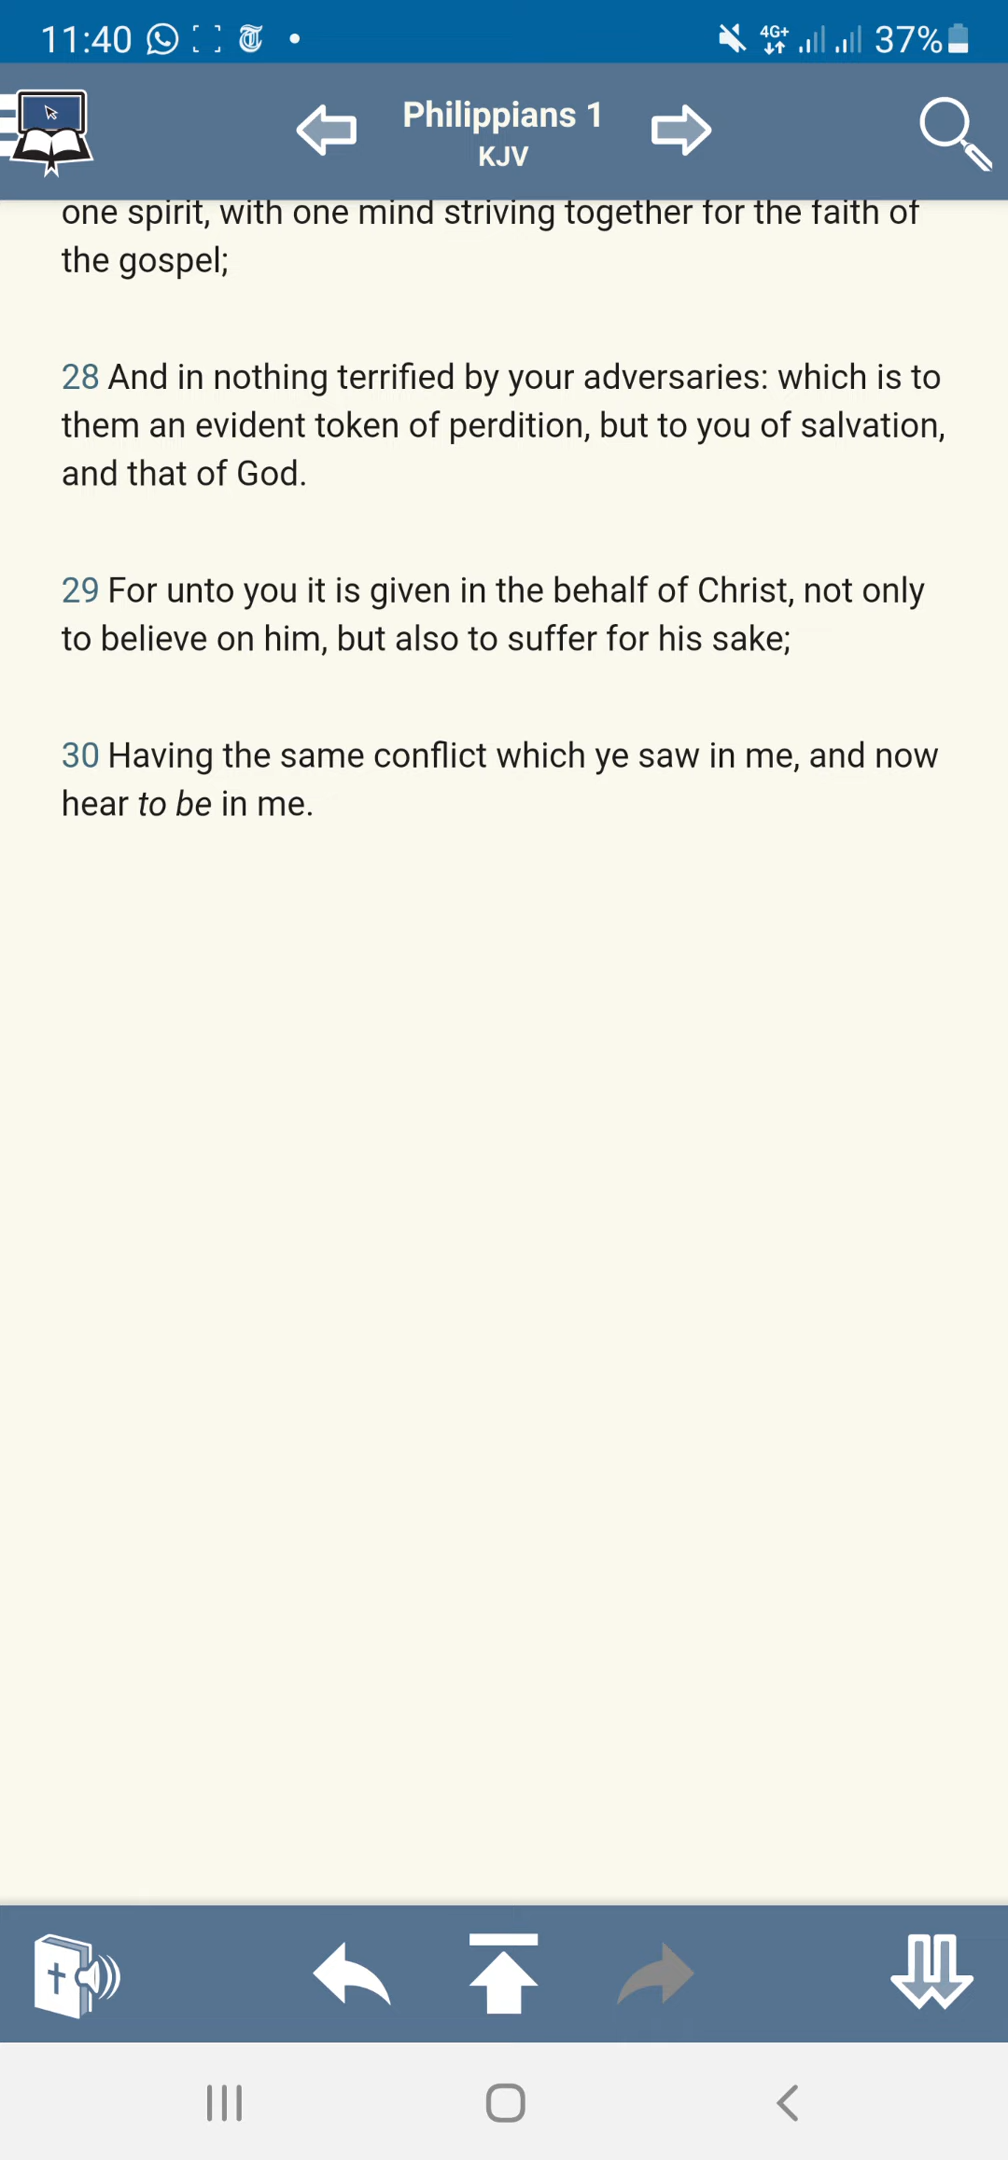 11:40
4G+
37%
Philippians 1
KJV
one spirit, with one mind striving together for the faith of
the gospel;
28 And in nothing terrified by your adversaries: which is to
them an evident token of perdition, but to you of salvation,
and that of God.
29 For unto you it is given in the behalf of Christ, not only
to believe on him, but also to suffer for his sake;
30 Having the same conflict which ye saw in me, and now
hear to be in me.